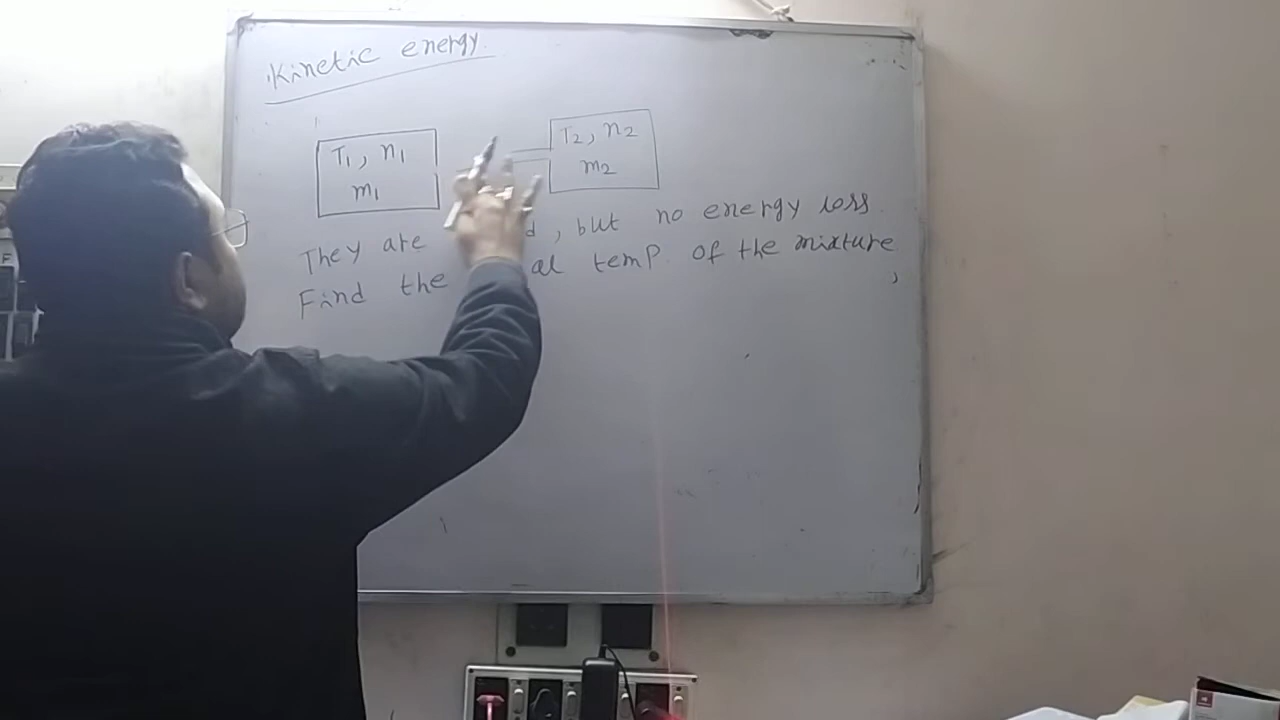 Kinetic energy
T1, n1
m1
T2, n2
m2
They are , but no energy loss
Find the temp. of the mixture,